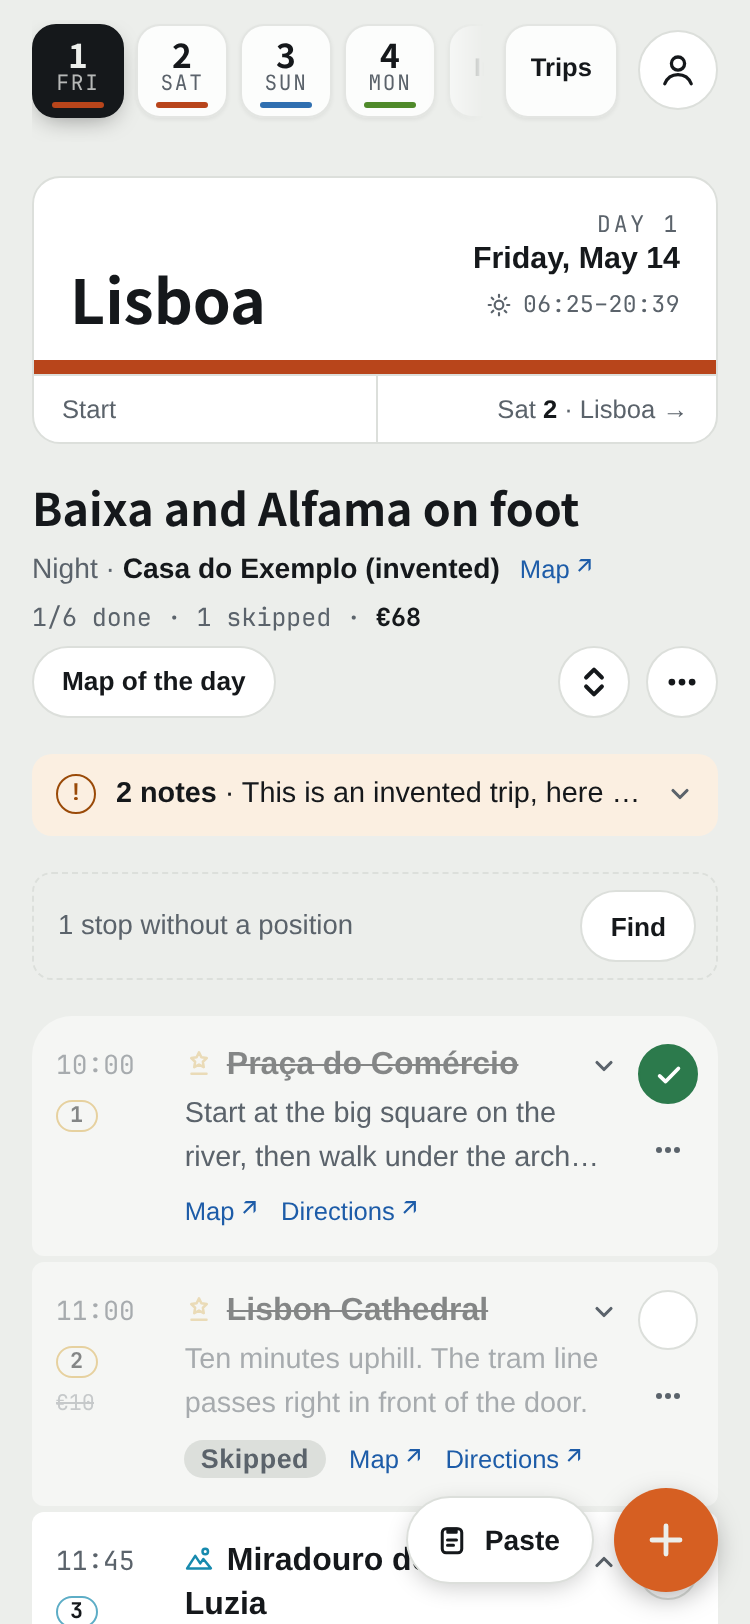 1
FRI
2
SAT
3
SUN
4
MON
Trips
DAY 1
Friday, May 14
Lisboa
06:25–20:39
Start
Sat 2 · Lisboa →
Baixa and Alfama on foot
Night · Casa do Exemplo (invented) Map
1/6 done · 1 skipped · €68
Map of the day
! 2 notes · This is an invented trip, here …
1 stop without a position
Find
10:00 Praça do Comércio
1
Start at the big square on the
river, then walk under the arch…
Map Directions
11:00 Lisbon Cathedral
2
€10
Ten minutes uphill. The tram line
passes right in front of the door.
Skipped Map Directions
Paste
11:45 Miradouro
3
Luzia